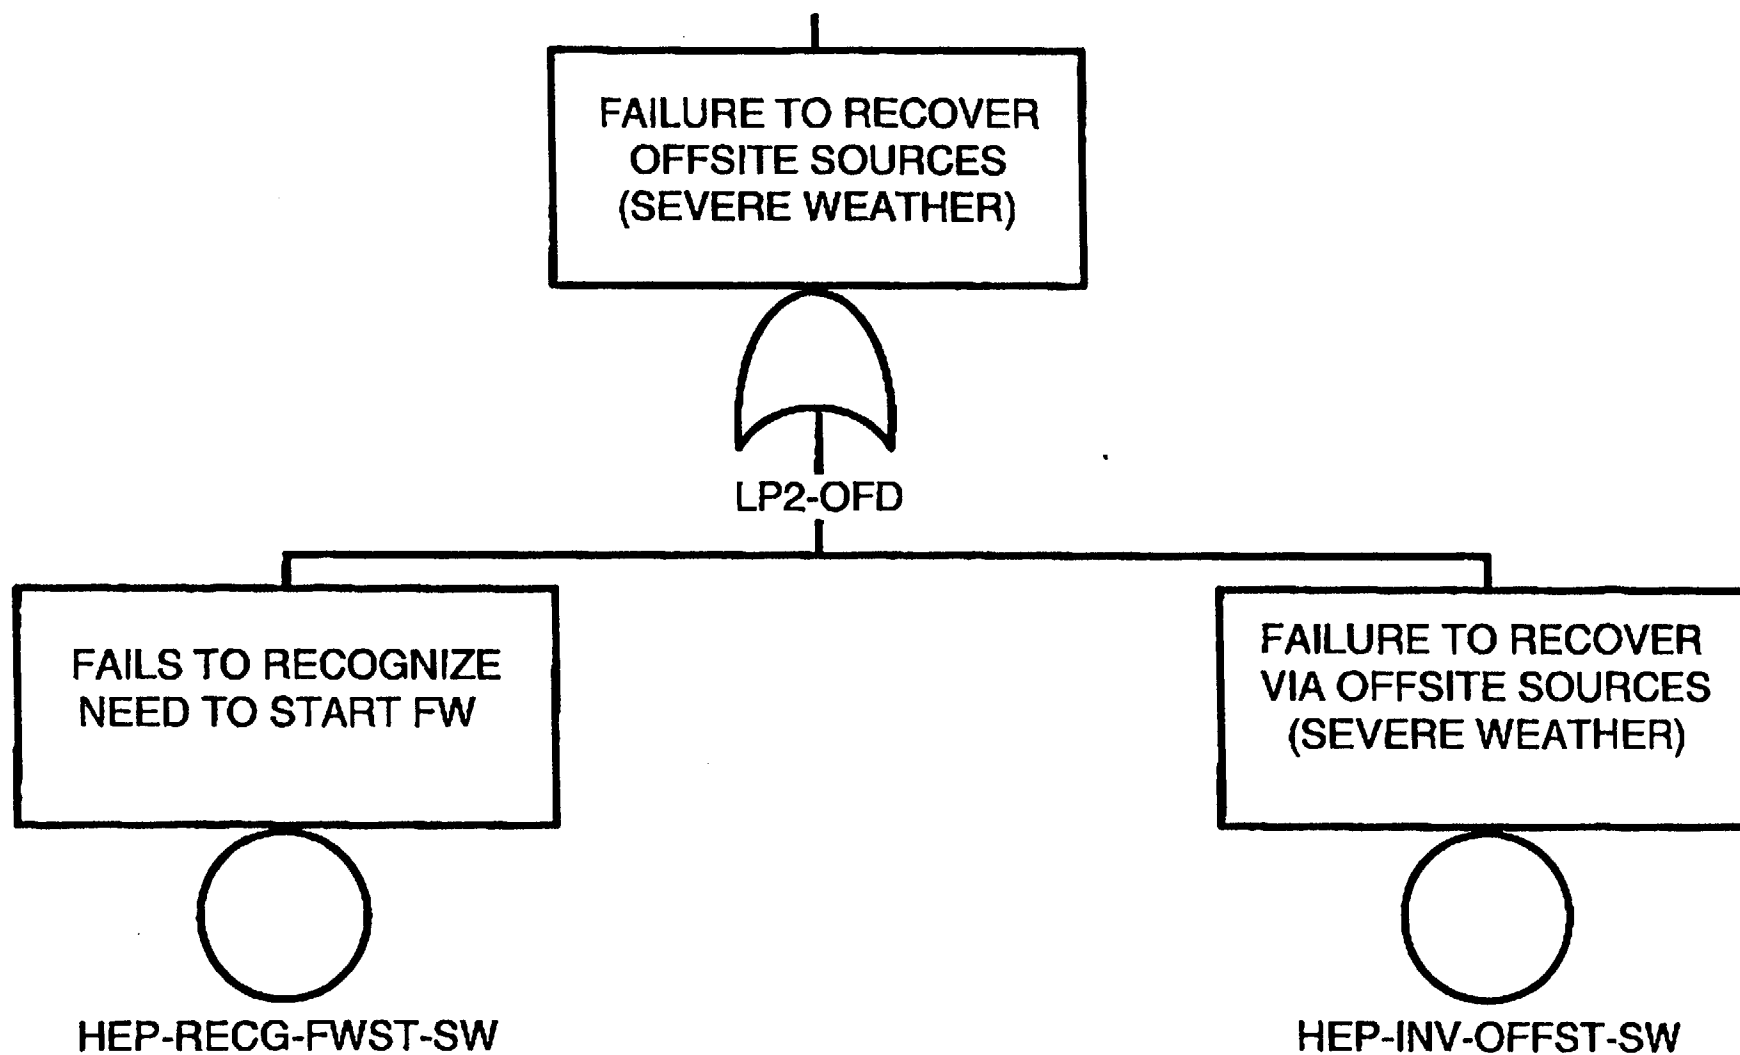 FAILURE TO RECOVER
OFFSITE SOURCES
(SEVERE WEATHER)
LP2-OFD
FAILS TO RECOGNIZE
NEED TO START FW
HEP-RECG-FWST-SW
FAILURE TO RECOVER
VIA OFFSITE SOURCES
(SEVERE WEATHER)
HEP-INV-OFFST-SW